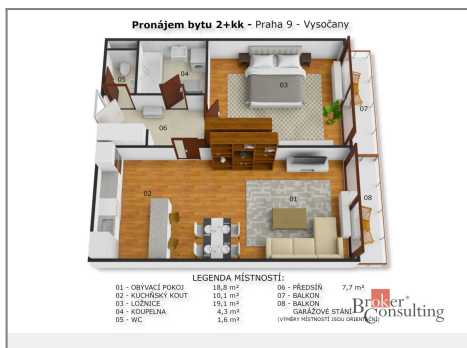 Pronájem bytu 2+kk - Praha 9 - Vysočany
05
04
03
07
06
02
01
08
LEGENDA MÍSTNOSTÍ:
01 - OBÝVACÍ POKOJ 18,8 m²
02 - KUCHŇSKÝ KOUT 10,1 m²
03 - LOŽNICE 19,1 m²
04 - KOUPELNA 4,3 m²
05 - WC 1,6 m²
06 - PŘEDSÍŇ 7,7 m²
07 - BALKON
08 - BALKON
GARÁŽOVÉ STÁNÍ
(VÝMĚRY MÍSTNOSTÍ JSOU ORIENTAČNÍ)
Broker®
Consulting